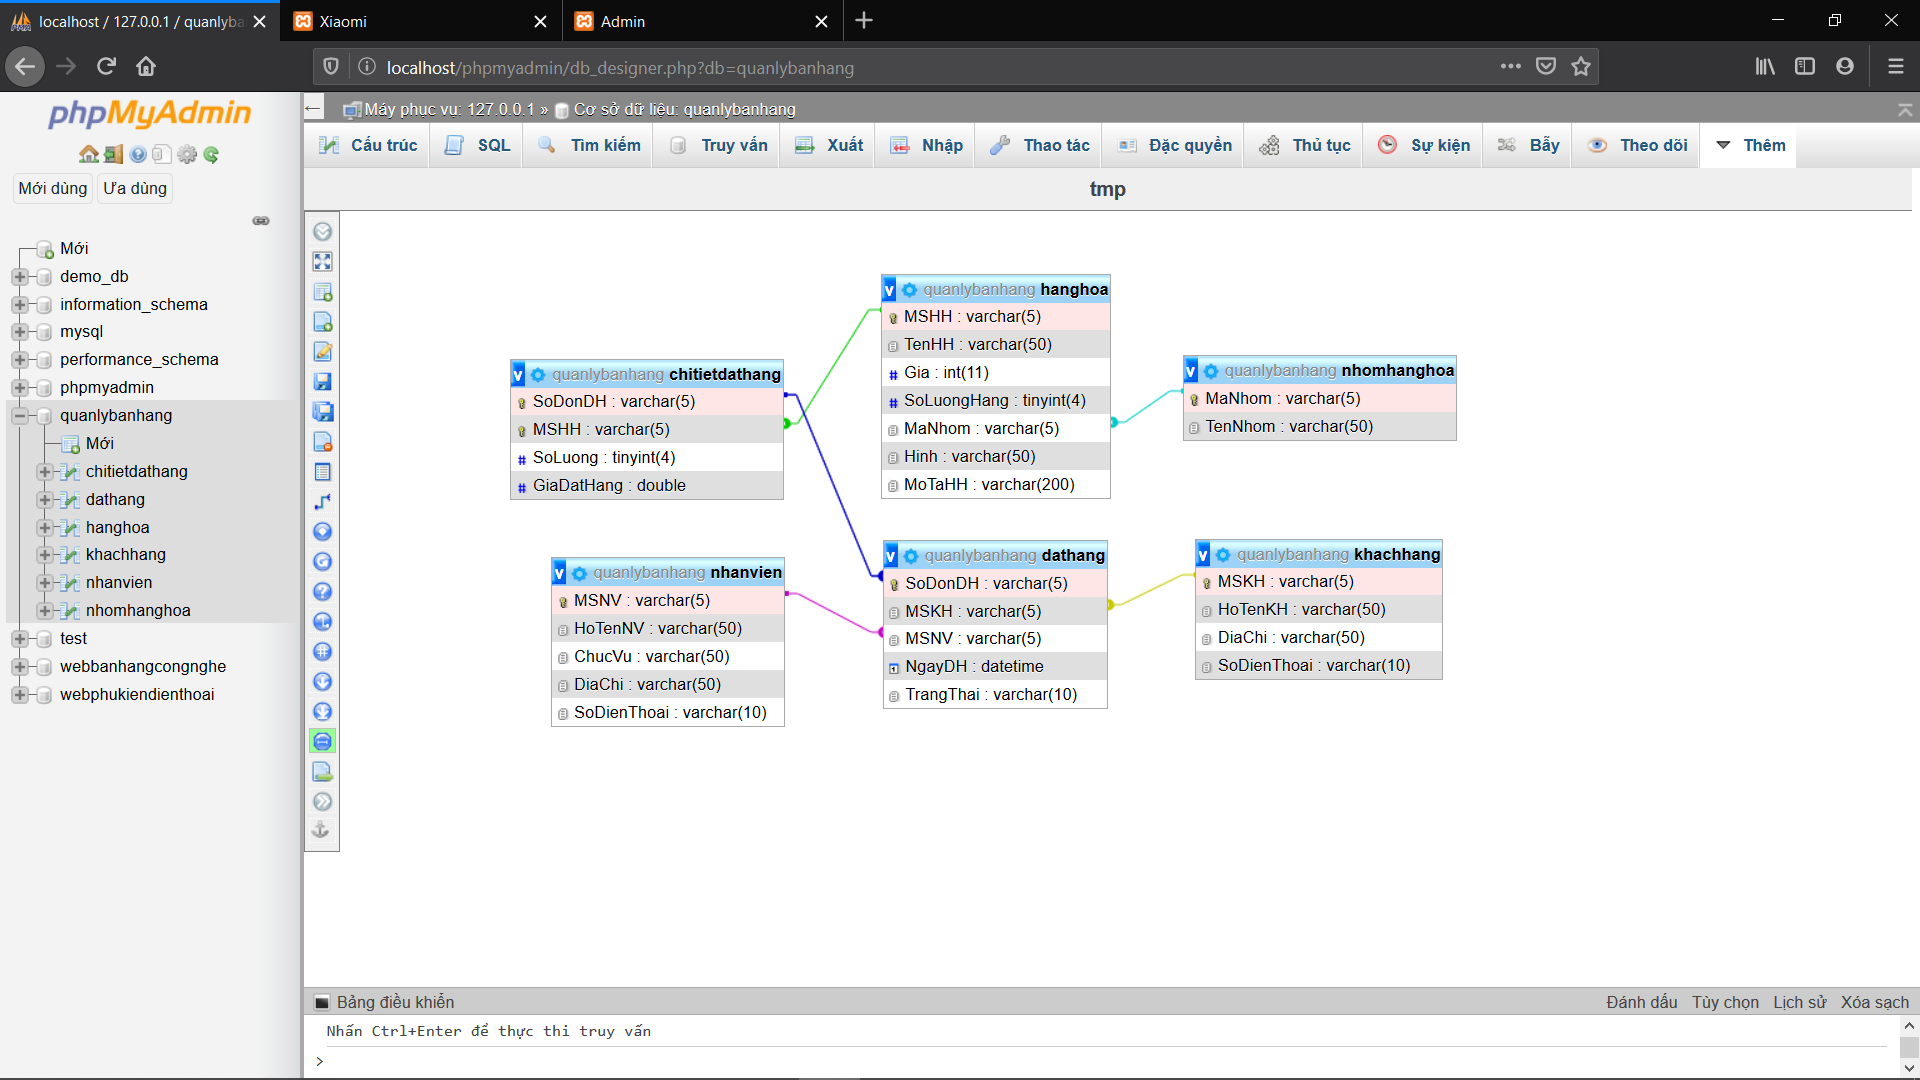 localhost / 127.0.0.1 / quanlyba
Xiaomi
Admin
localhost/phpmyadmin/db_designer.php?db=quanlybanhang
phpMyAdmin
Mới dùng
Ưa dùng
Mới
demo_db
information_schema
mysql
performance_schema
phpmyadmin
quanlybanhang
Mới
chitietdathang
dathang
hanghoa
khachhang
nhanvien
nhomhanghoa
test
webbanhangcongnghe
webphukiendienthoai
Máy phục vụ: 127.0.0.1 » Cơ sở dữ liệu: quanlybanhang
Cấu trúc
SQL
Tìm kiếm
Truy vấn
Xuất
Nhập
Thao tác
Đặc quyền
Thủ tục
Sự kiện
Bẫy
Theo dõi
Thêm
tmp
v quanlybanhang chitietdathang
SoDonDH : varchar(5)
MSHH : varchar(5)
# SoLuong : tinyint(4)
# GiaDatHang : double
v quanlybanhang hanghoa
MSHH : varchar(5)
TenHH : varchar(50)
# Gia : int(11)
# SoLuongHang : tinyint(4)
MaNhom : varchar(5)
Hinh : varchar(50)
MoTaHH : varchar(200)
v quanlybanhang nhomhanghoa
MaNhom : varchar(5)
TenNhom : varchar(50)
v quanlybanhang nhanvien
MSNV : varchar(5)
HoTenNV : varchar(50)
ChucVu : varchar(50)
DiaChi : varchar(50)
SoDienThoai : varchar(10)
v quanlybanhang dathang
SoDonDH : varchar(5)
MSKH : varchar(5)
MSNV : varchar(5)
NgayDH : datetime
TrangThai : varchar(10)
v quanlybanhang khachhang
MSKH : varchar(5)
HoTenKH : varchar(50)
DiaChi : varchar(50)
SoDienThoai : varchar(10)
Bảng điều khiển
Đánh dấu
Tùy chọn
Lịch sử
Xóa sạch
Nhấn Ctrl+Enter để thực thi truy vấn
>